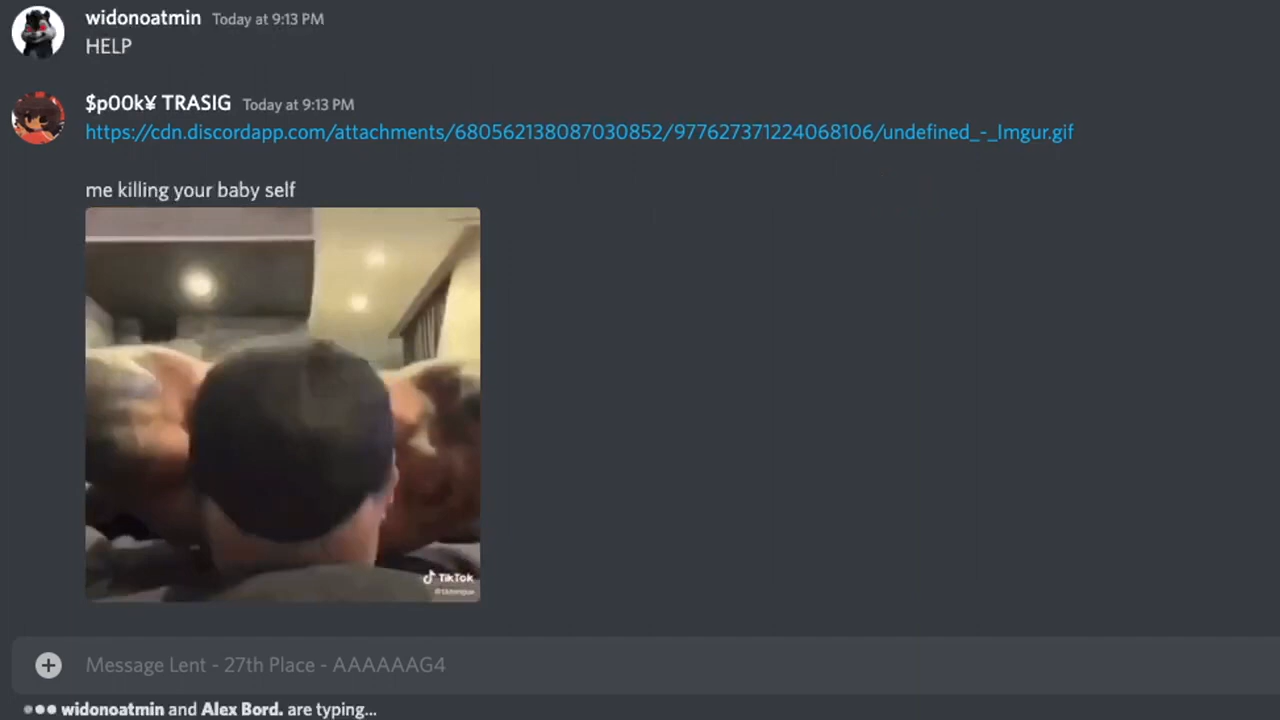 widonoatmin Today at 9:13 PM
HELP
$p00k¥ TRASIG Today at 9:13 PM
https://cdn.discordapp.com/attachments/680562138087030852/977627371224068106/undefined_-_Imgur.gif
me killing your baby self
TikTok
Message Lent - 27th Place - AAAAAAG4
widonoatmin and Alex Bord. are typing...